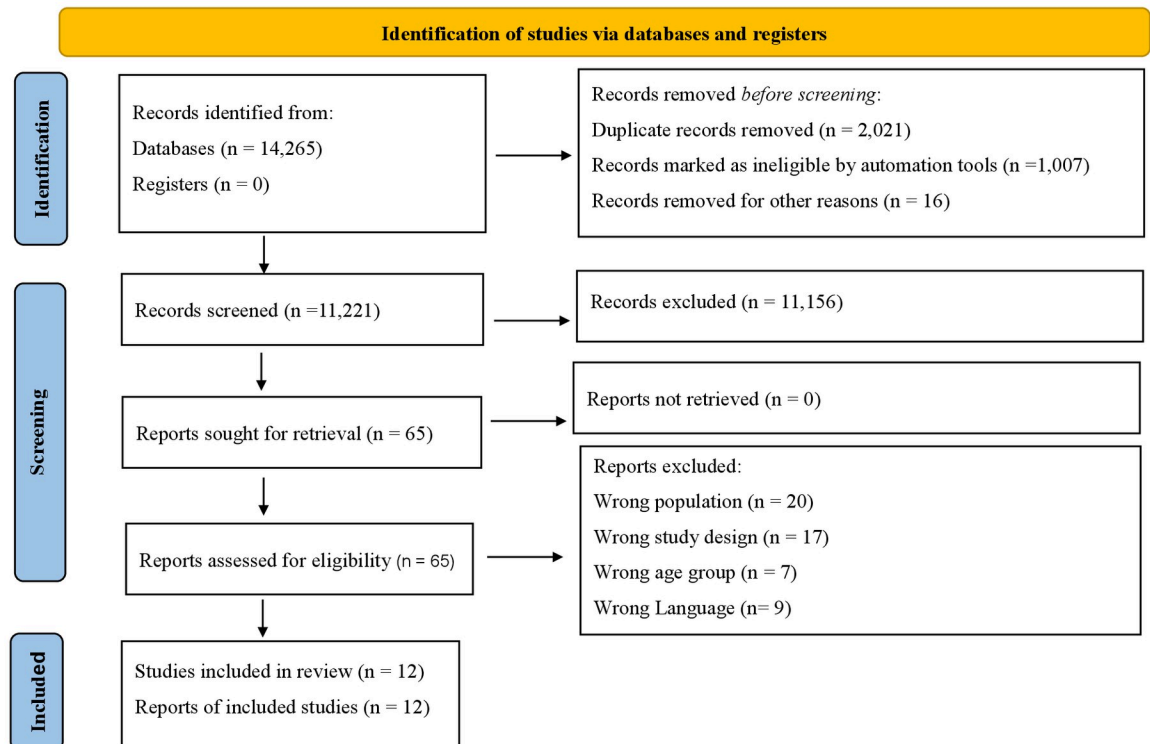 Identification of studies via databases and registers
Identification
Records identified from:
Databases (n = 14,265)
Registers (n = 0)
Records removed before screening:
Duplicate records removed (n = 2,021)
Records marked as ineligible by automation tools (n =1,007)
Records removed for other reasons (n = 16)
Screening
Records screened (n =11,221)
Records excluded (n = 11,156)
Reports sought for retrieval (n = 65)
Reports not retrieved (n = 0)
Reports assessed for eligibility (n = 65)
Reports excluded:
Wrong population (n = 20)
Wrong study design (n = 17)
Wrong age group (n = 7)
Wrong Language (n= 9)
Included
Studies included in review (n = 12)
Reports of included studies (n = 12)